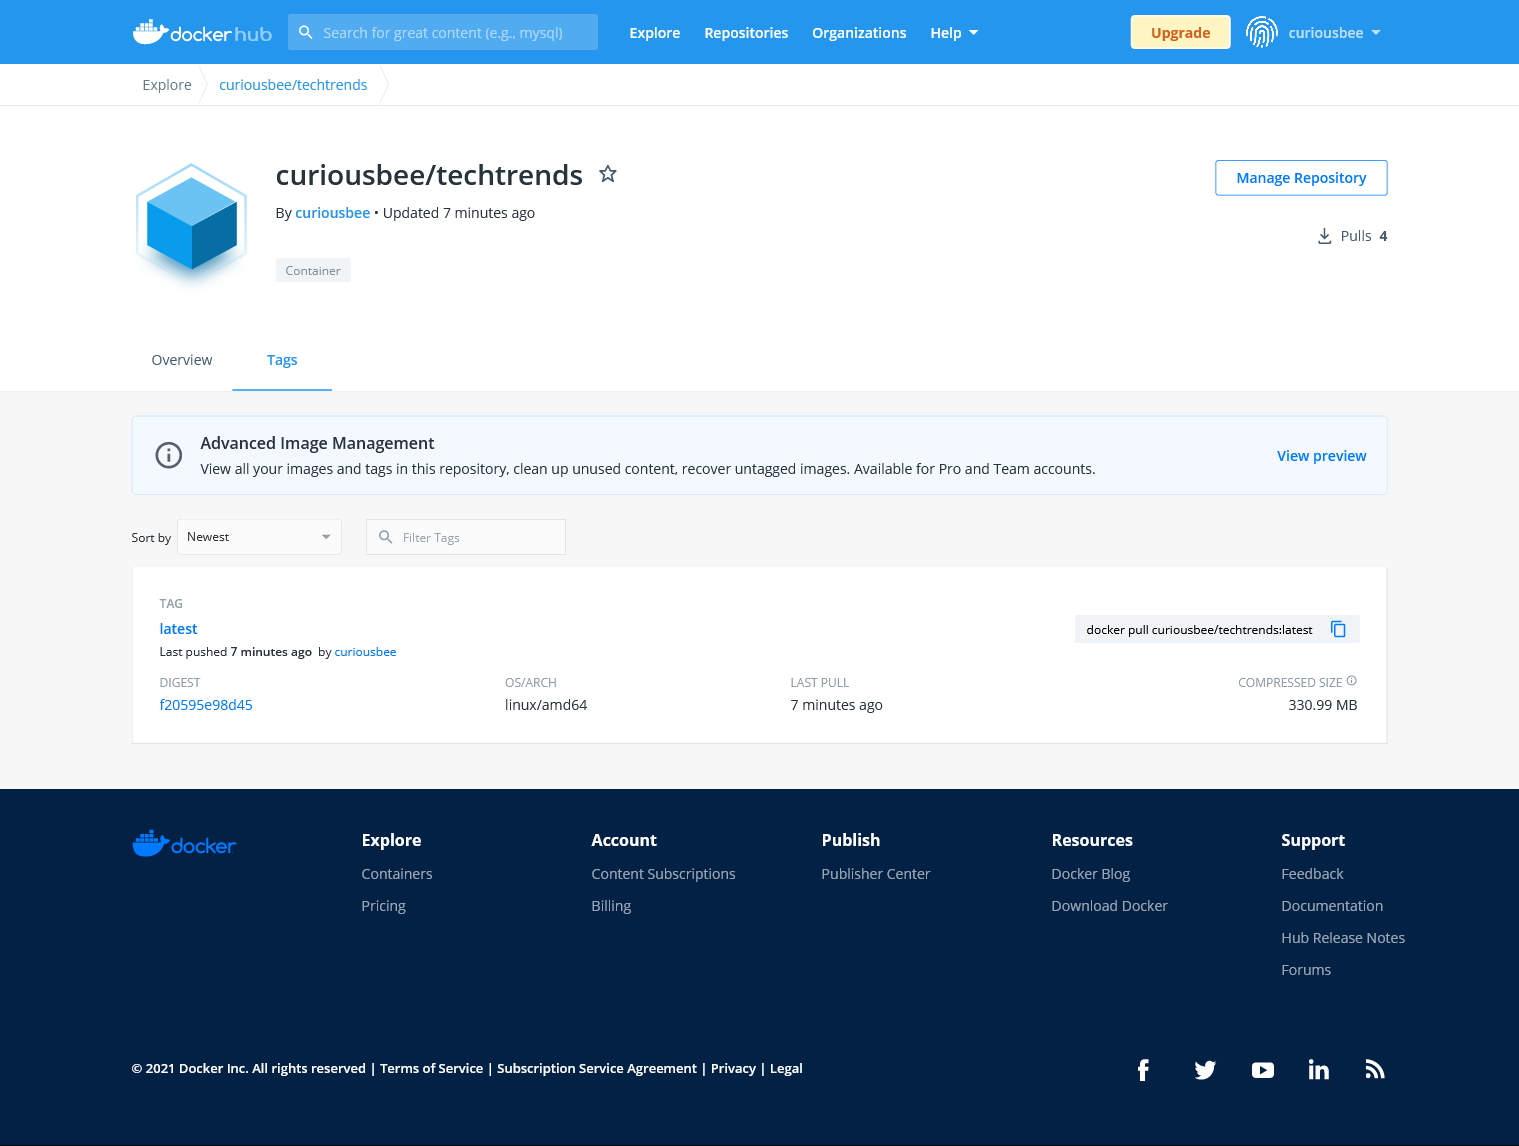 docker hub
Search for great content (e.g., mysql)
Explore
Repositories
Organizations
Help
Upgrade
curiousbee
Explore
curiousbee/techtrends
curiousbee/techtrends
Manage Repository
By curiousbee • Updated 7 minutes ago
Pulls 4
Container
Overview
Tags
Advanced Image Management
View all your images and tags in this repository, clean up unused content, recover untagged images. Available for Pro and Team accounts.
View preview
Sort by
Newest
Filter Tags
TAG
latest
docker pull curiousbee/techtrends:latest
Last pushed 7 minutes ago by curiousbee
DIGEST
OS/ARCH
LAST PULL
COMPRESSED SIZE
f20595e98d45
linux/amd64
7 minutes ago
330.99 MB
docker
Explore
Containers
Pricing
Account
Content Subscriptions
Billing
Publish
Publisher Center
Resources
Docker Blog
Download Docker
Support
Feedback
Documentation
Hub Release Notes
Forums
© 2021 Docker Inc. All rights reserved | Terms of Service | Subscription Service Agreement | Privacy | Legal